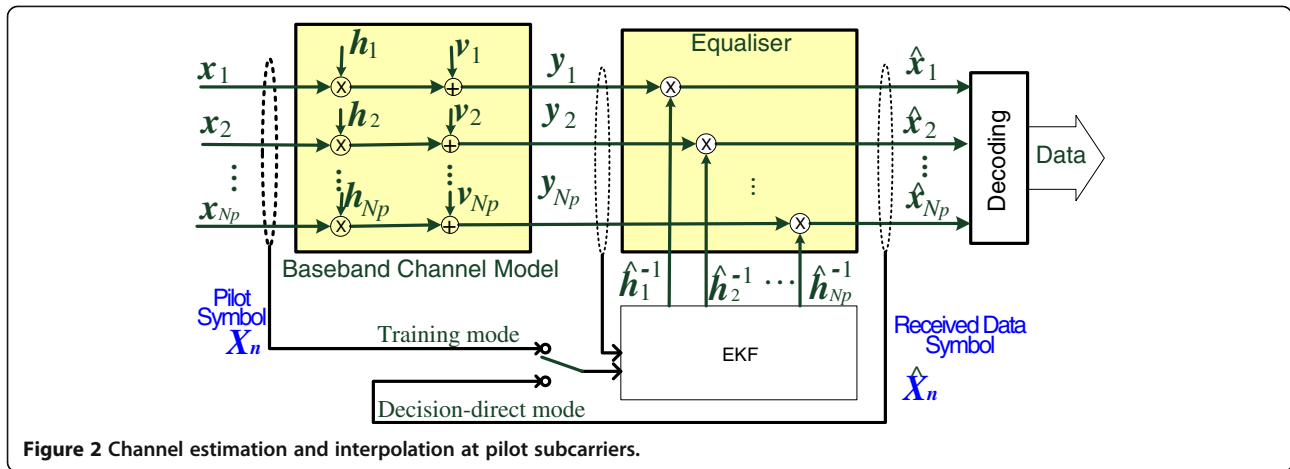 x1 h1 v1 y1 Equaliser x̂1
x2 h2 v2 y2 x̂2
⋮ ⋮ ⋮ ⋮ ⋮
xNp hNp vNp yNp x̂Np
Decoding
Data
Baseband Channel Model
ĥ1⁻¹ ĥ2⁻¹ ⋯ ĥNp⁻¹
Pilot
Symbol
Xn
Training mode
EKF
Received Data
Symbol
X̂n
Decision-direct mode
Figure 2 Channel estimation and interpolation at pilot subcarriers.